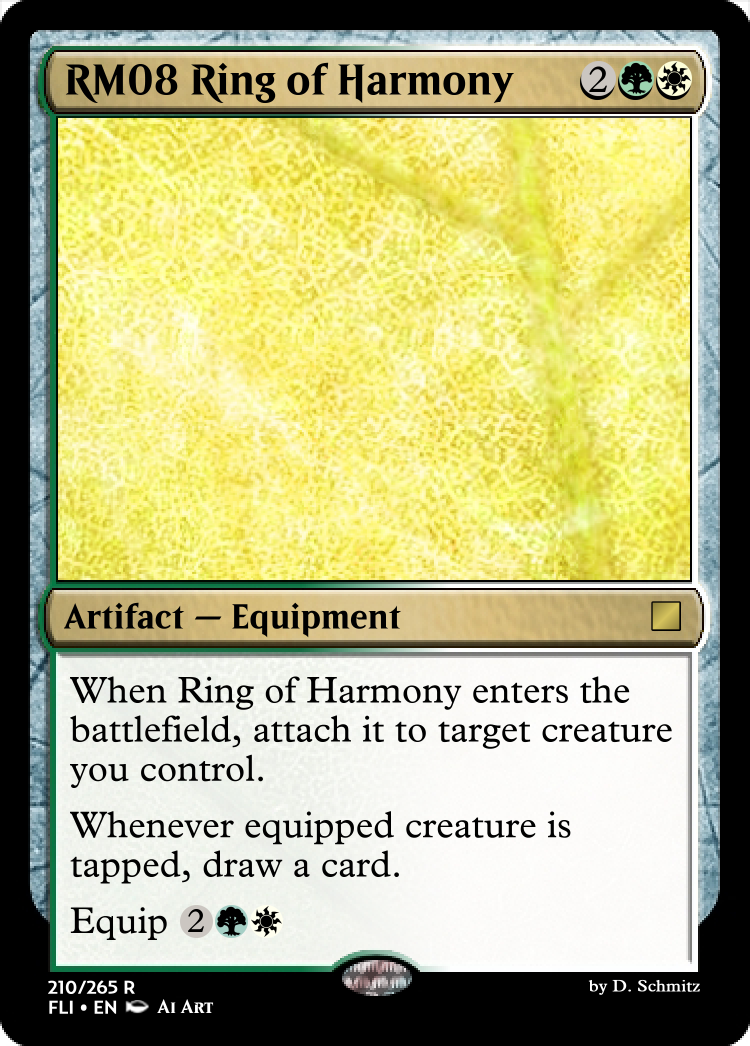 RM08 Ring of Harmony 2
Artifact — Equipment
When Ring of Harmony enters the
battlefield, attach it to target creature
you control.
Whenever equipped creature is
tapped, draw a card.
Equip 2
210/265 R
by D. Schmitz
FLI • EN AI ART